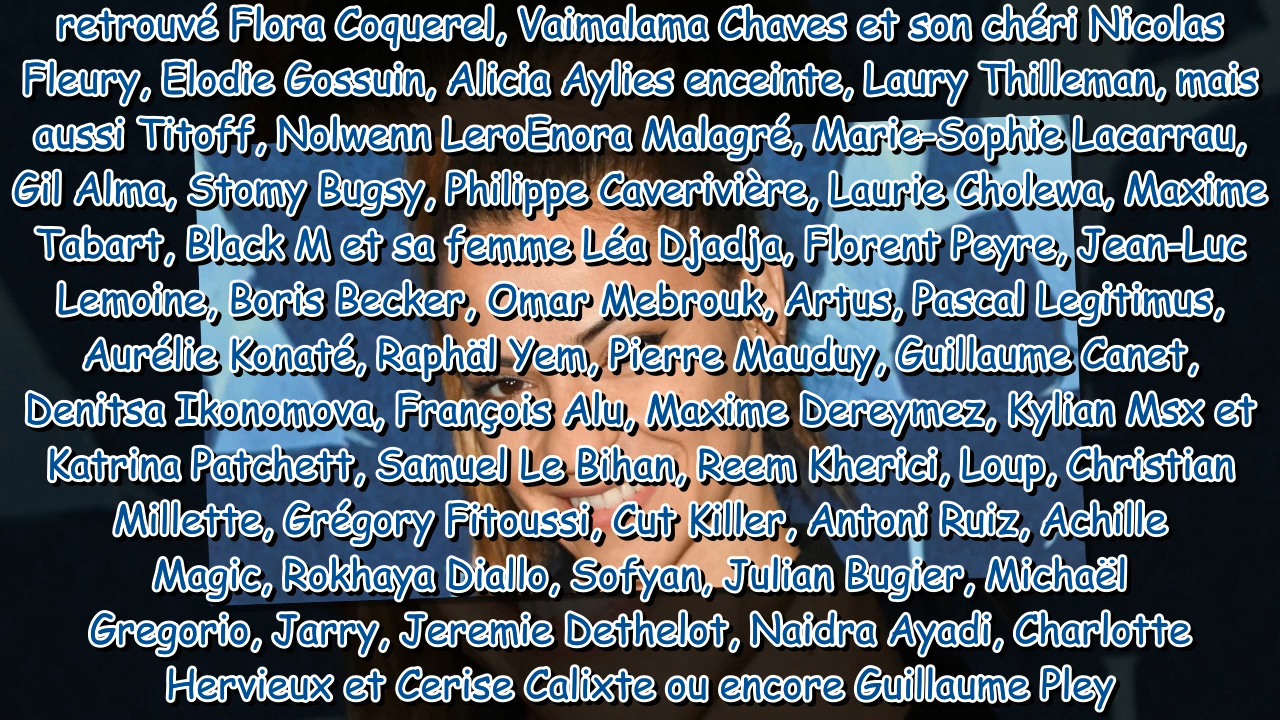 retrouvé Flora Coquerel, Vaimalama Chaves et son chéri Nicolas
Fleury, Elodie Gossuin, Alicia Aylies enceinte, Laury Thilleman, mais
aussi Titoff, Nolwenn LeroEnora Malagré, Marie-Sophie Lacarrau,
Gil Alma, Stomy Bugsy, Philippe Caverivière, Laurie Cholewa, Maxime
Tabart, Black M et sa femme Léa Djadja, Florent Peyre, Jean-Luc
Lemoine, Boris Becker, Omar Mebrouk, Artus, Pascal Legitimus,
Aurélie Konaté, Raphäl Yem, Pierre Mauduy, Guillaume Canet,
Denitsa Ikonomova, François Alu, Maxime Dereymez, Kylian Msx et
Katrina Patchett, Samuel Le Bihan, Reem Kherici, Loup, Christian
Millette, Grégory Fitoussi, Cut Killer, Antoni Ruiz, Achille
Magic, Rokhaya Diallo, Sofyan, Julian Bugier, Michaël
Gregorio, Jarry, Jeremie Dethelot, Naidra Ayadi, Charlotte
Hervieux et Cerise Calixte ou encore Guillaume Pley